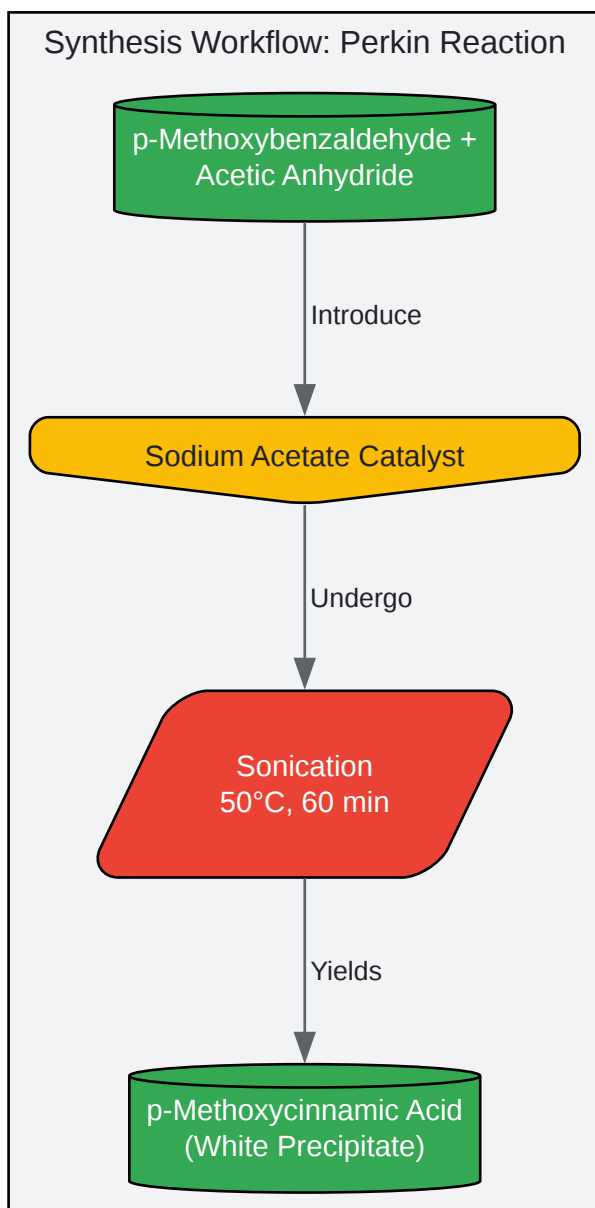 Synthesis Workflow: Perkin Reaction
p-Methoxybenzaldehyde +
Acetic Anhydride
Introduce
Sodium Acetate Catalyst
Undergo
Sonication
50°C, 60 min
Yields
p-Methoxycinnamic Acid
(White Precipitate)